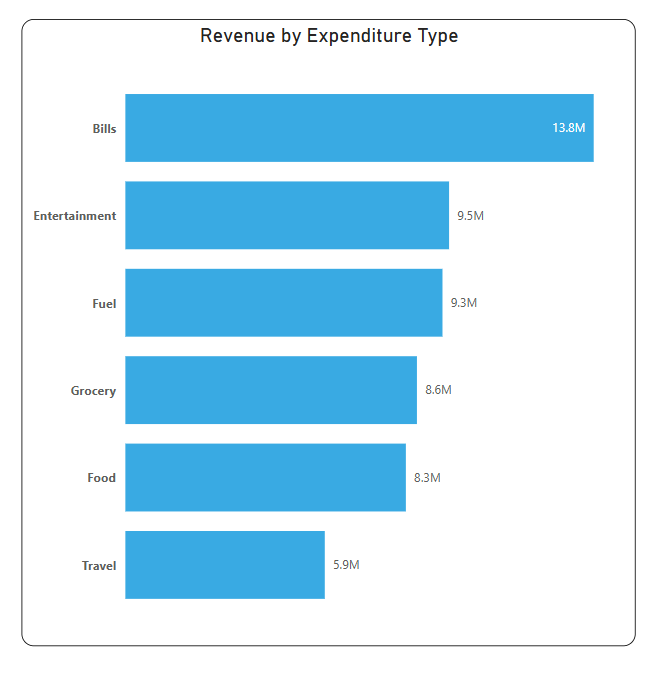 Revenue by Expenditure Type
Bills 13.8M
Entertainment 9.5M
Fuel 9.3M
Grocery 8.6M
Food 8.3M
Travel 5.9M